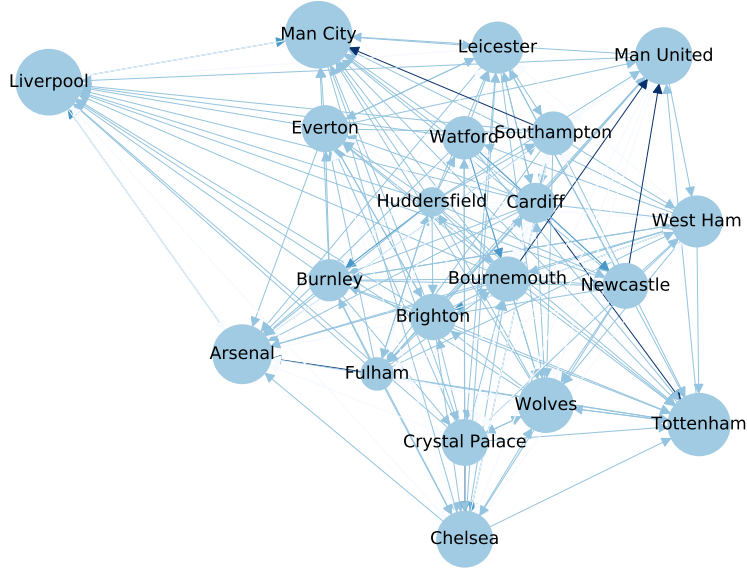 Man City
Leicester
Man United
Liverpool
Everton
Watford
Southampton
Huddersfield
Cardiff
West Ham
Burnley
Bournemouth
Newcastle
Brighton
Arsenal
Fulham
Wolves
Tottenham
Crystal Palace
Chelsea